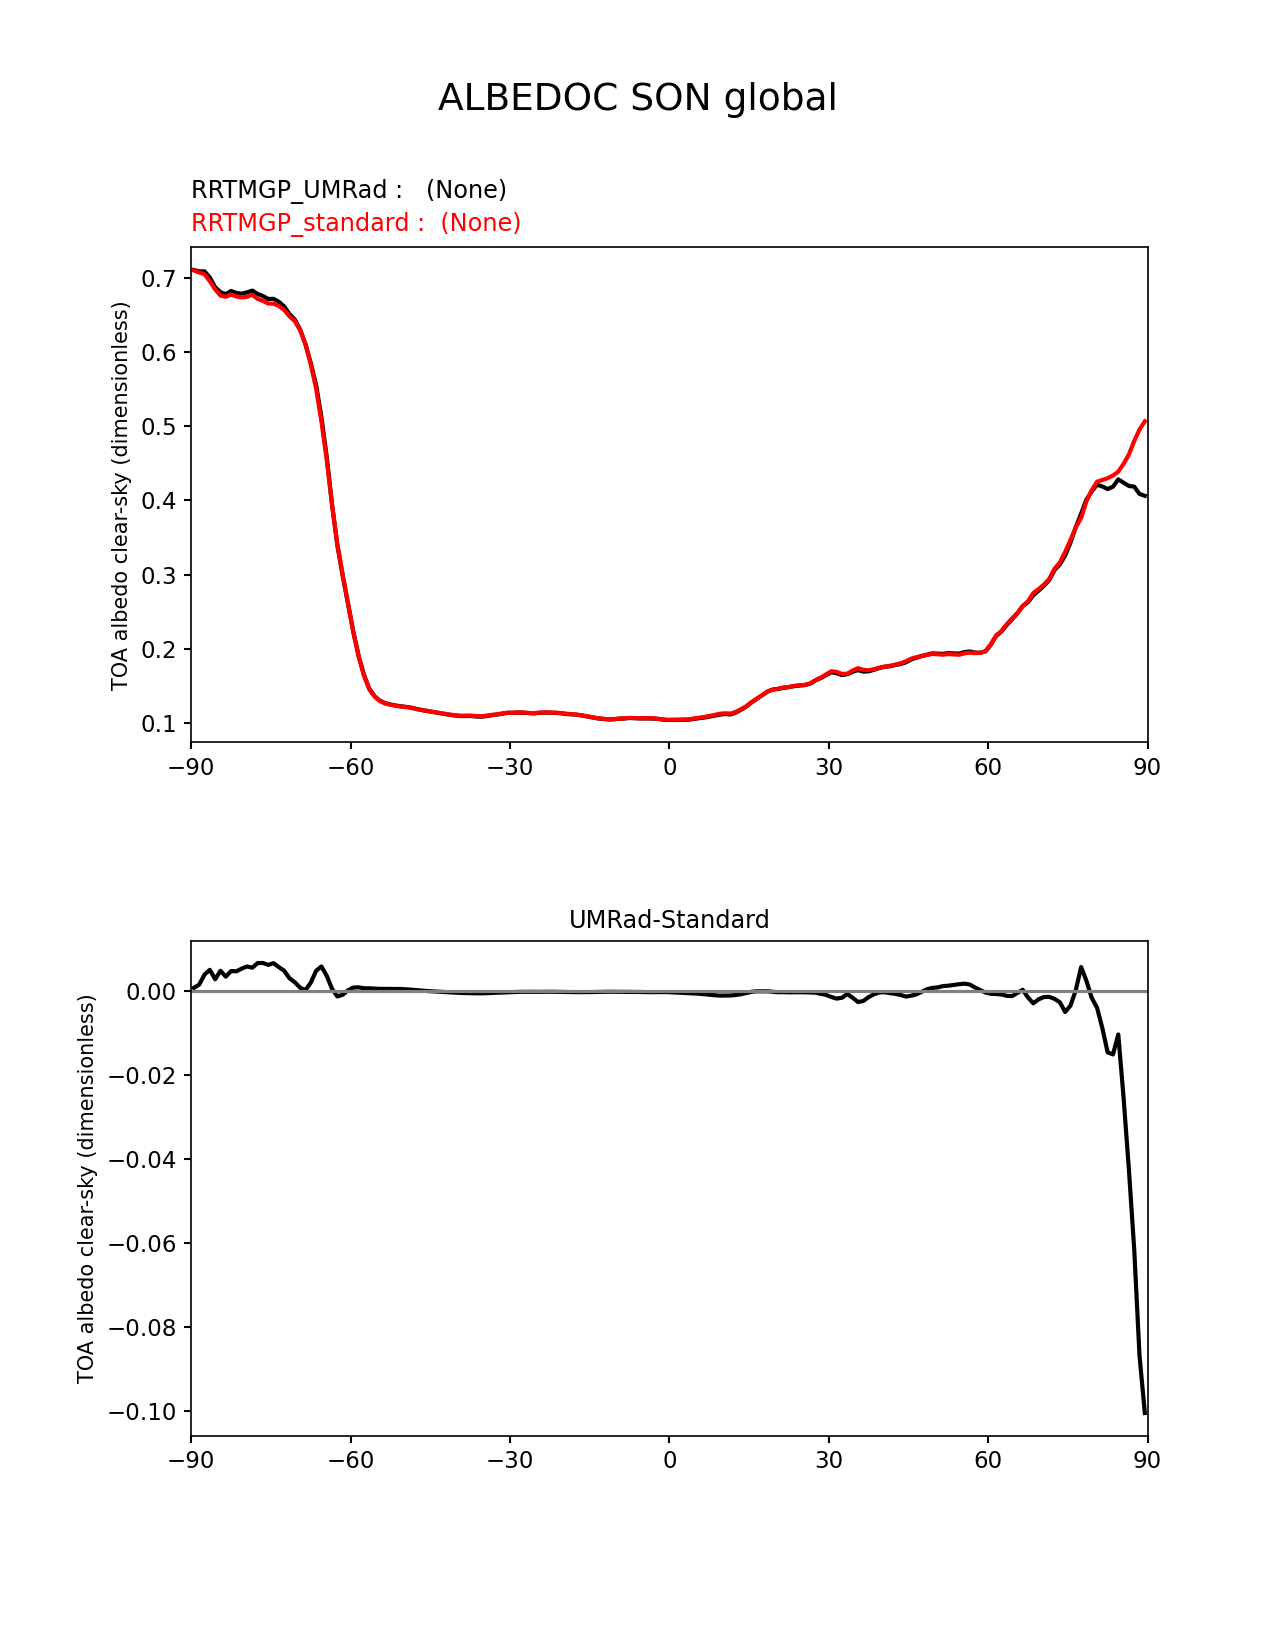 ALBEDOC SON global
RRTMGP_UMRad :   (None)
RRTMGP_standard :  (None)
TOA albedo clear-sky (dimensionless)
0.7
0.6
0.5
0.4
0.3
0.2
0.1
−90 −60 −30 0 30 60 90
UMRad-Standard
TOA albedo clear-sky (dimensionless)
0.00
−0.02
−0.04
−0.06
−0.08
−0.10
−90 −60 −30 0 30 60 90